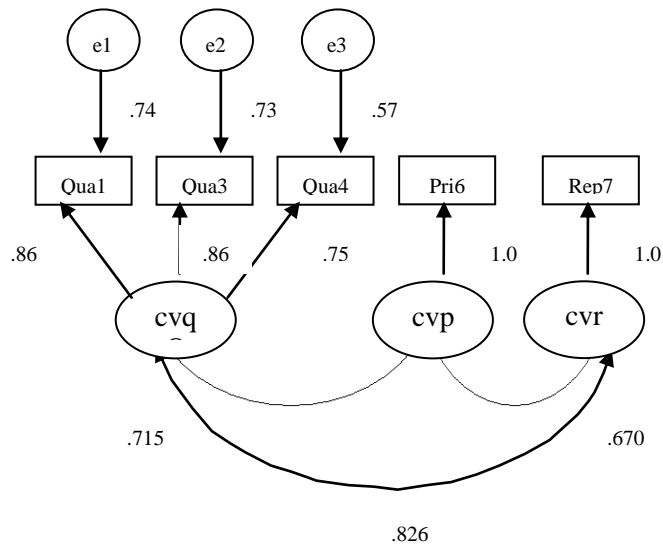 e1 e2 e3
.74 .73 .57
Qua1 Qua3 Qua4 Pri6 Rep7
.86 .86 .75 1.0 1.0
cvq cvp cvr
.715 .670
.826